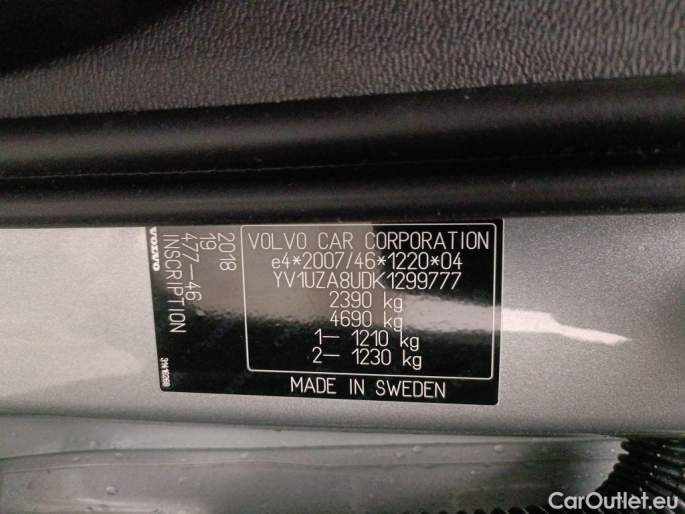 VOLVO
2018
19
477-46
INSCRIPTION
VOLVO CAR CORPORATION
e4*2007/46*1220*04
YV1UZA8UDK1299777
2390 kg
4690 kg
1- 1210 kg
2- 1230 kg
MADE IN SWEDEN
CarOutlet.eu